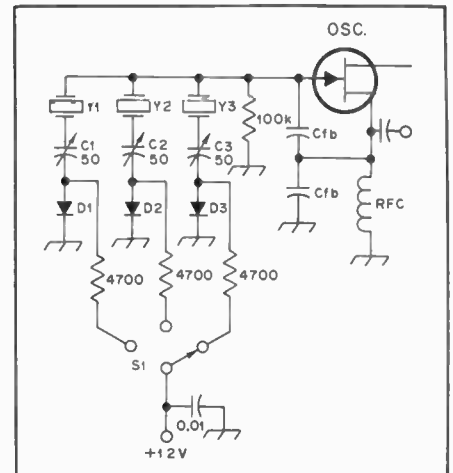 OSC.
Y1
Y2
Y3
100k
Cfb
C1
50
C2
50
C3
50
D1
D2
D3
Cfb
RFC
4700
4700
4700
S1
0.01
+12V